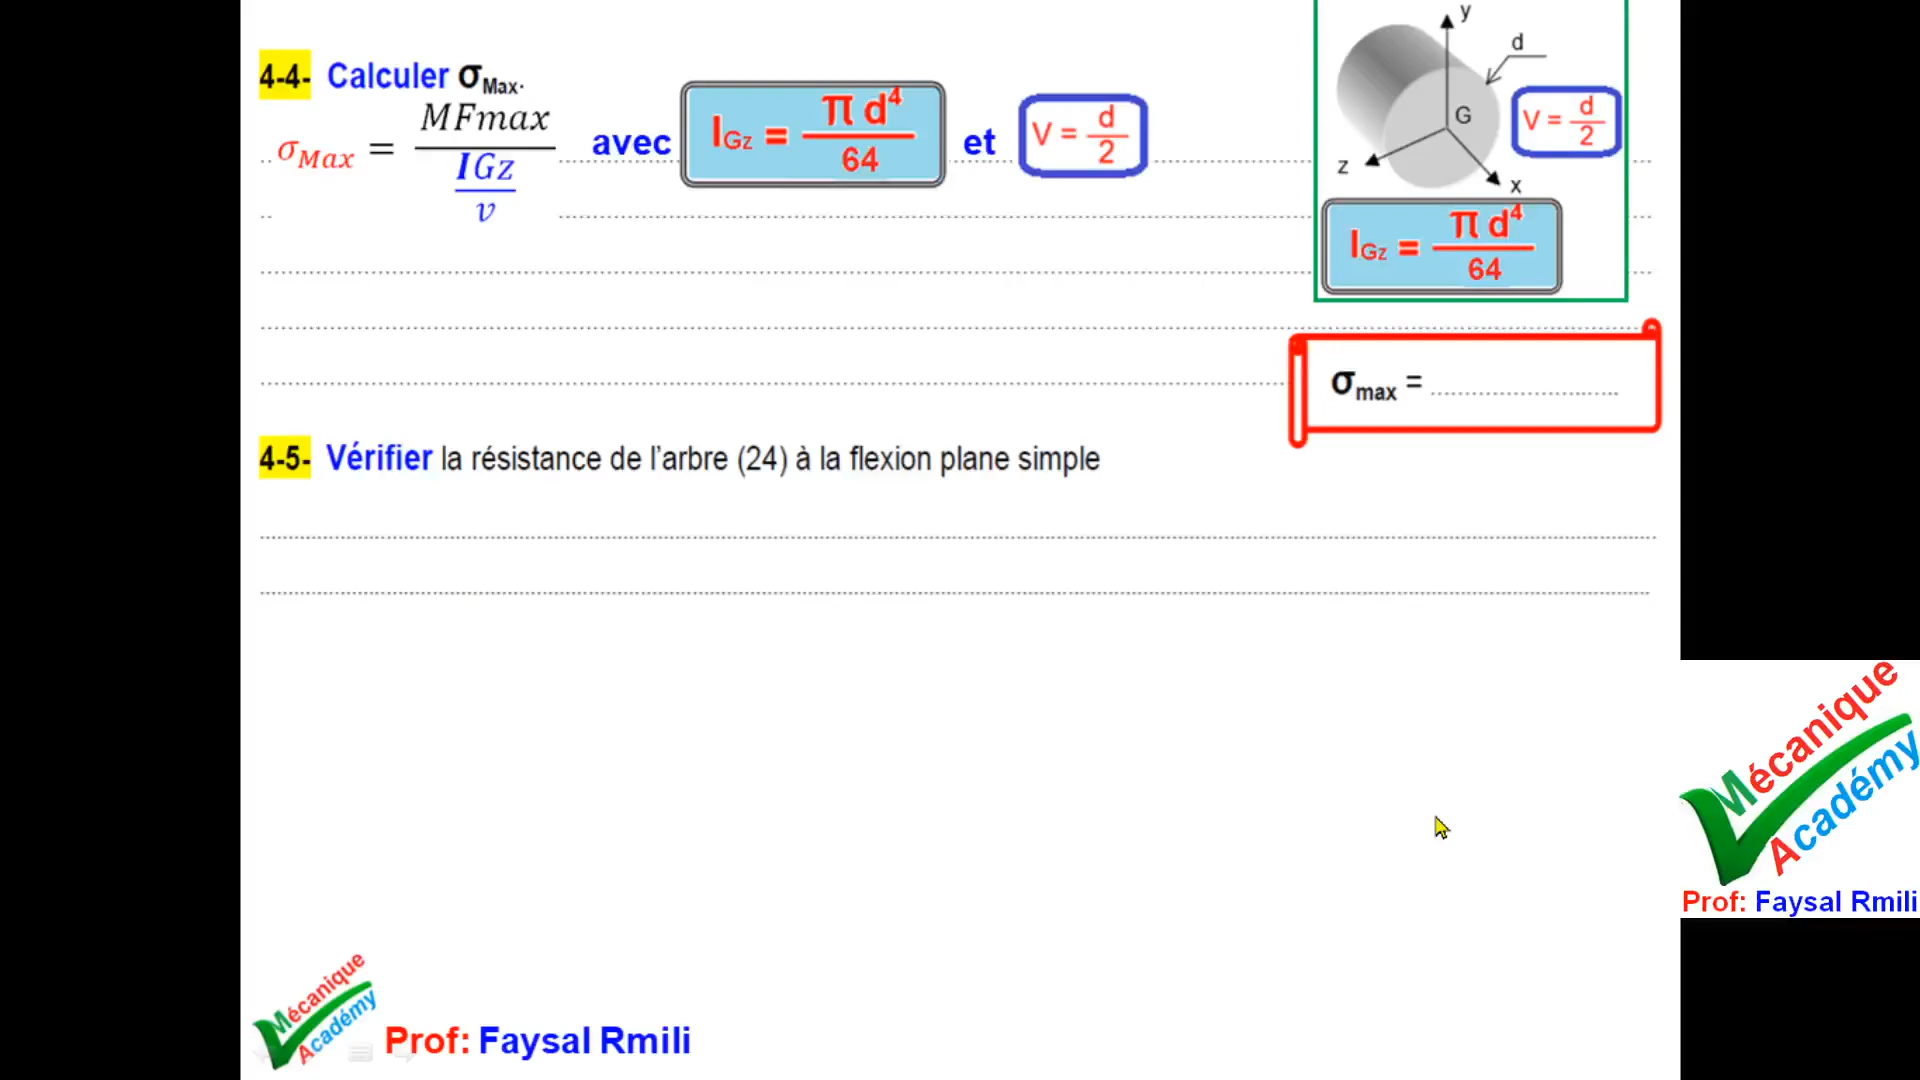 4-4- Calculer σMax.
σMax = MFmax / (IGz / v) avec IGz = π d⁴ / 64 et V = d / 2
y
d
G
V = d / 2
z
x
IGz = π d⁴ / 64
σmax = ........................
4-5- Vérifier la résistance de l’arbre (24) à la flexion plane simple
Mécanique
Académy
Prof: Faysal Rmili
Mécanique
Académy
Prof: Faysal Rmili